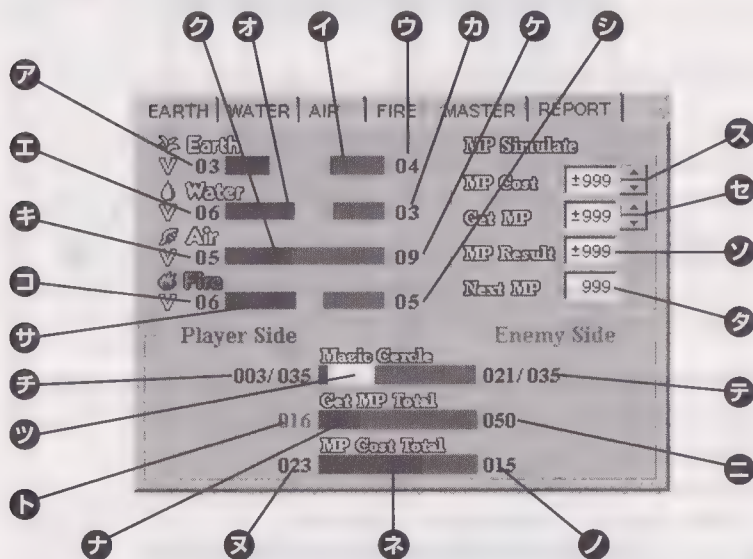 ク オ イ ウ カ ケ シ
ア
EARTH | WATER | AIR | FIRE | MASTER | REPORT |
Earth MP Simulate
V 03 04 ス
エ MP Cost ±999
Water
V 06 03 Get MP ±999 セ
キ Air
V 05 09 MP Result ±999 ソ
コ Fire
V 06 05 Next MP 999 タ
サ
Player Side Enemy Side
Magic Cercle
チ 003/035 021/035 テ
ツ Get MP Total
016 050
ト MP Cost Total ニ
023 015
ナ ヌ ネ ノ